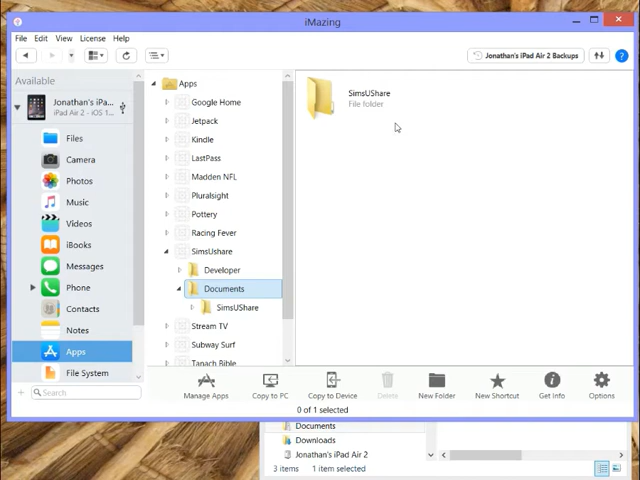 iMazing
File Edit View License Help
Jonathan's iPad Air 2 Backups
Available
Jonathan's iPa...
iPad Air 2 - iOS 1...
Files
Camera
Photos
Music
Videos
iBooks
Messages
Phone
Contacts
Notes
Apps
File System
Search
Apps
Google Home
Jetpack
Kindle
LastPass
Madden NFL
Pluralsight
Pottery
Racing Fever
SimsUshare
Developer
Documents
SimsUShare
Stream TV
Subway Surf
Tanach Bible
SimsUShare
File folder
Manage Apps Copy to PC Copy to Device Delete New Folder New Shortcut Get Info Options
0 of 1 selected
Documents
Downloads
Jonathan's iPad Air 2
3 items 1 item selected